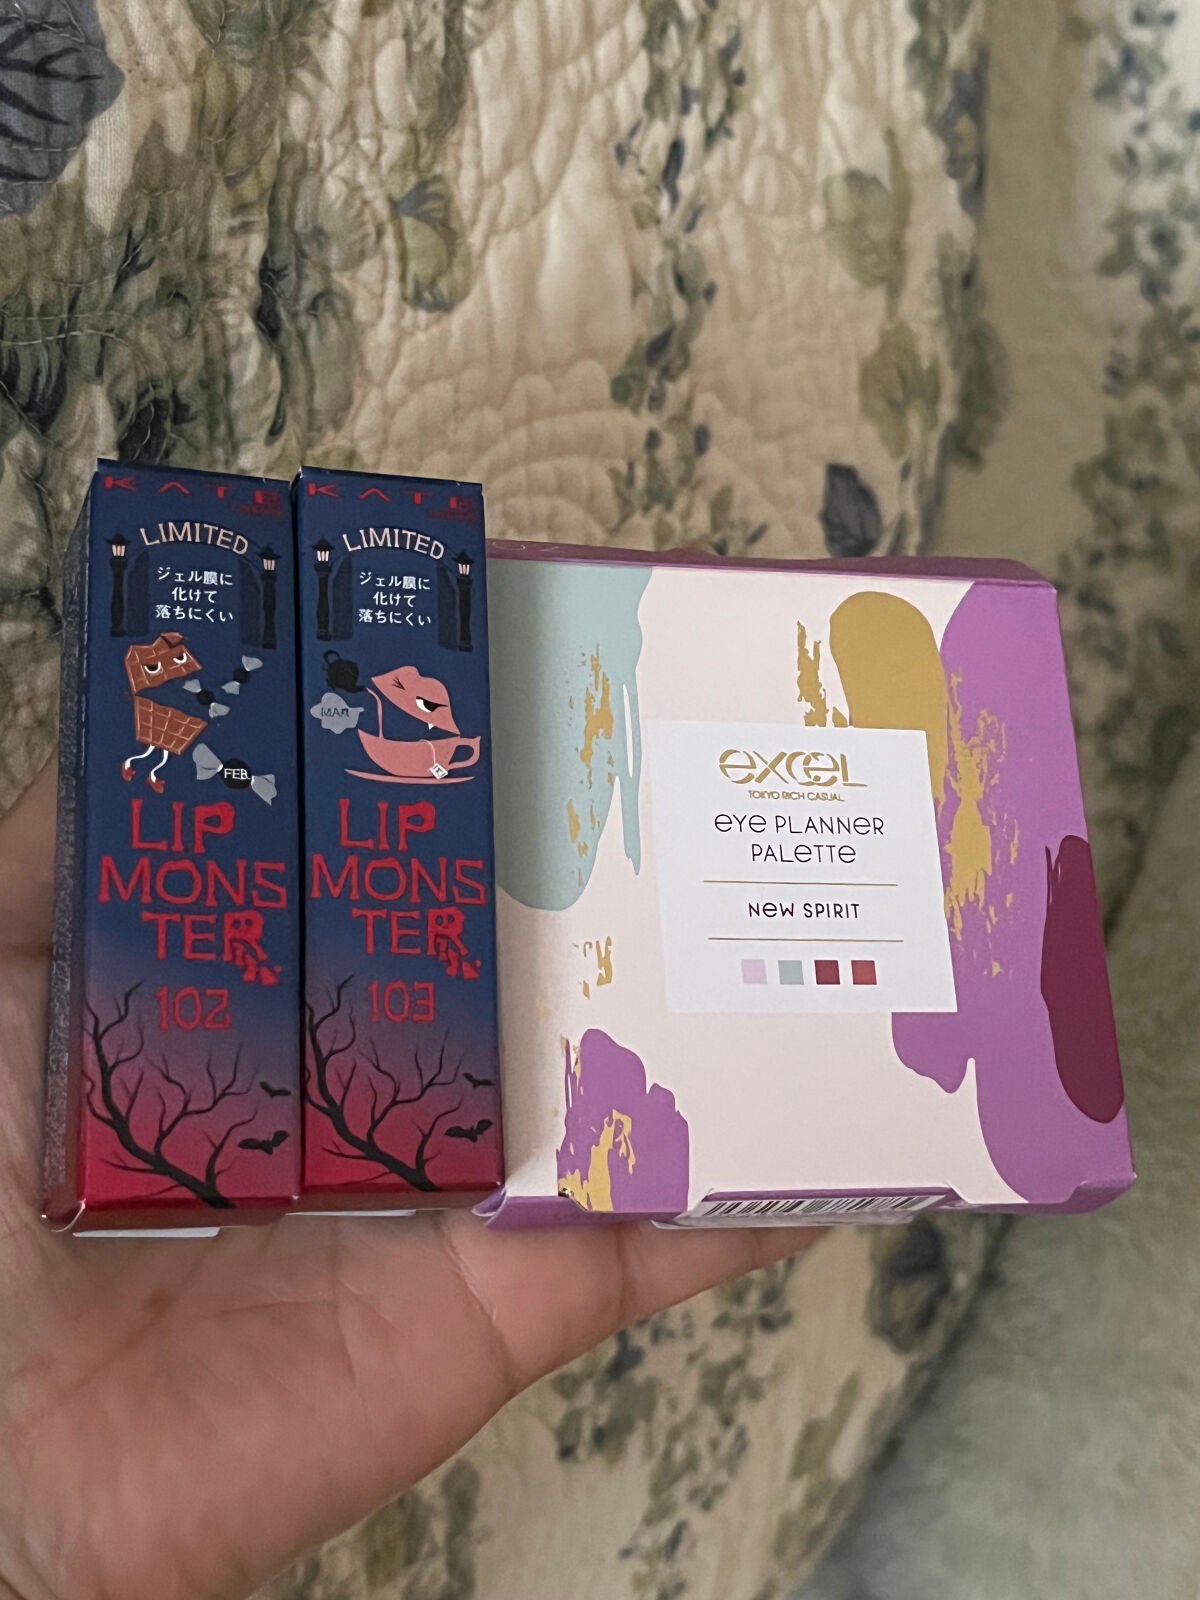 KATE
LIMITED
ジェル膜に
化けて
落ちにくい
FEB.
LIP
MONS
TER
102
KATE
LIMITED
ジェル膜に
化けて
落ちにくい
MAR
LIP
MONS
TER
103
excel
TOKYO RICH CASUAL
eye PLANNer
PALeTTe
New SPIRIT